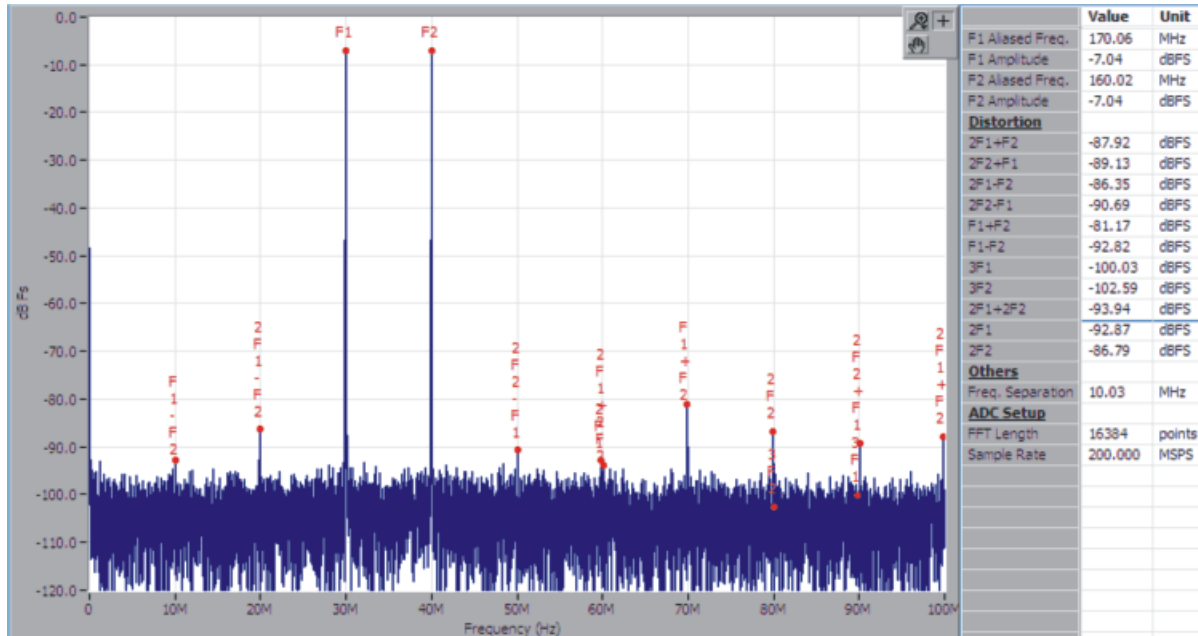 0.0
-10.0
-20.0
-30.0
-40.0
-50.0
-60.0
-70.0
-80.0
-90.0
-100.0
-110.0
-120.0
dB Fs
F1
F2
F1-F2
2F1-F2
2F2-F1
2F1+
F1+F2
2F2
2F2+F1
3F1
2F1+F2
0
10M
20M
30M
40M
50M
60M
70M
80M
90M
100M
Frequency (Hz)
Value Unit
F1 Aliased Freq. 170.06 MHz
F1 Amplitude -7.04 dBFS
F2 Aliased Freq. 160.02 MHz
F2 Amplitude -7.04 dBFS
Distortion
2F1+F2 -87.92 dBFS
2F2+F1 -89.13 dBFS
2F1-F2 -86.35 dBFS
2F2-F1 -90.69 dBFS
F1+F2 -81.17 dBFS
F1-F2 -92.82 dBFS
3F1 -100.03 dBFS
3F2 -102.59 dBFS
2F1+2F2 -93.94 dBFS
2F1 -92.87 dBFS
2F2 -86.79 dBFS
Others
Freq. Separation 10.03 MHz
ADC Setup
FFT Length 16384 points
Sample Rate 200.000 MSPS